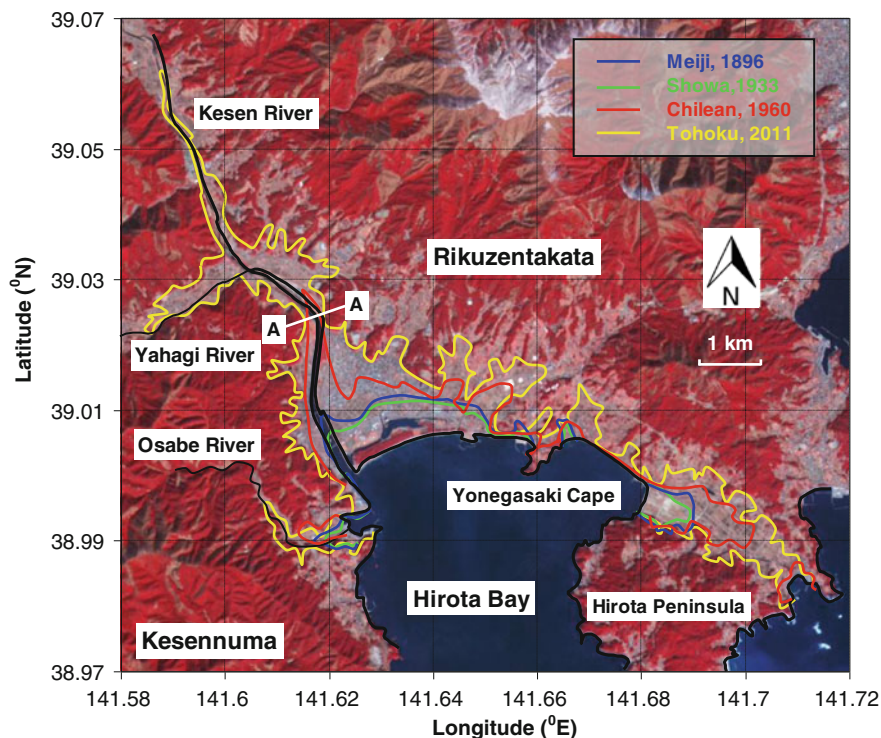 39.07
39.05
39.03
39.01
38.99
38.97
Latitude (⁰N)
Meiji, 1896
Showa,1933
Chilean, 1960
Tohoku, 2011
Kesen River
Rikuzentakata
N
1 km
A
A
Yahagi River
Osabe River
Yonegasaki Cape
Hirota Bay
Hirota Peninsula
Kesennuma
141.58
141.6
141.62
141.64
141.66
141.68
141.7
141.72
Longitude (⁰E)